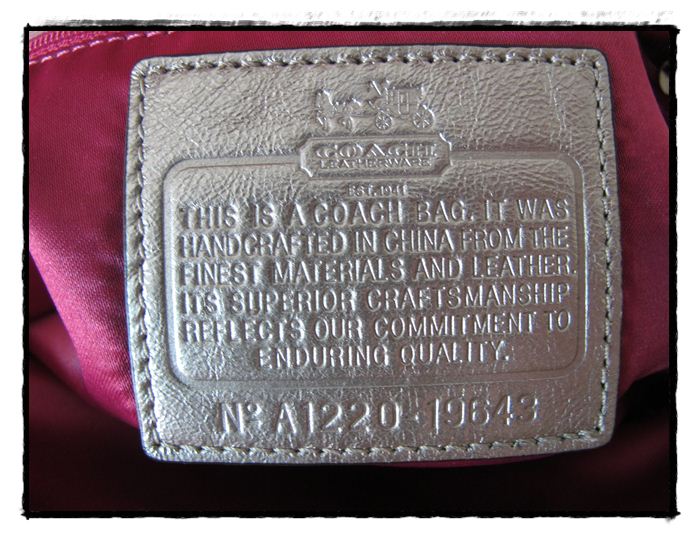 COACH
LEATHERWARE
EST. 1941
THIS IS A COACH BAG. IT WAS
HANDCRAFTED IN CHINA FROM THE
FINEST MATERIALS AND LEATHER.
ITS SUPERIOR CRAFTSMANSHIP
REFLECTS OUR COMMITMENT TO
ENDURING QUALITY.
Nº A1220-19643